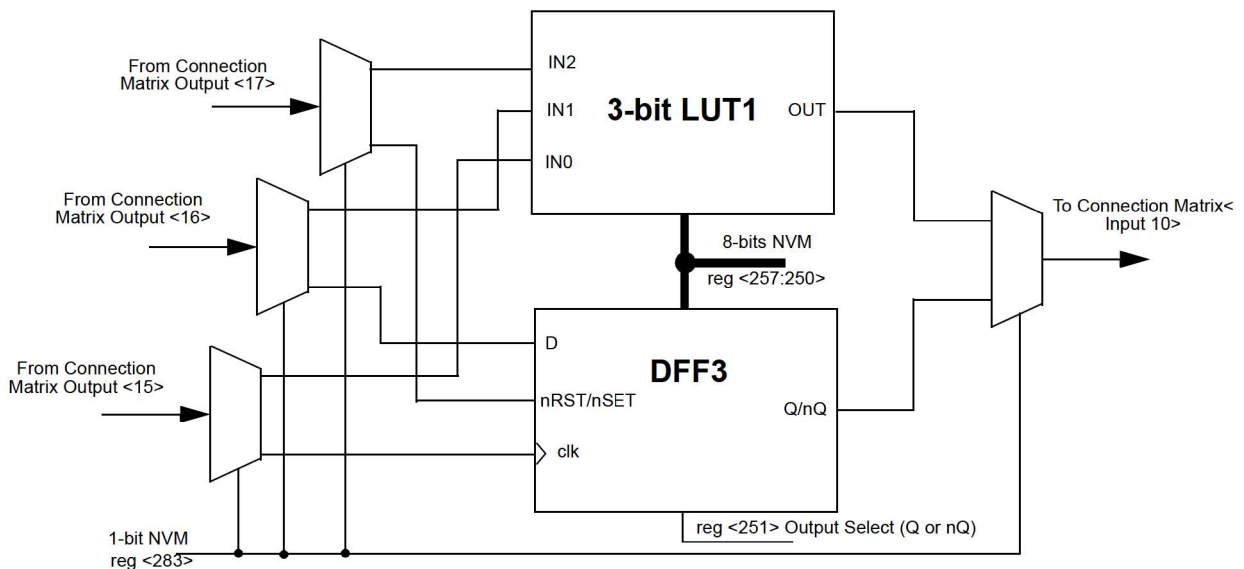 From Connection
Matrix Output <17>
IN2
IN1
IN0
3-bit LUT1
OUT
From Connection
Matrix Output <16>
To Connection Matrix<
Input 10>
8-bits NVM
reg <257:250>
From Connection
Matrix Output <15>
D
nRST/nSET
clk
DFF3
Q/nQ
reg <251> Output Select (Q or nQ)
1-bit NVM
reg <283>